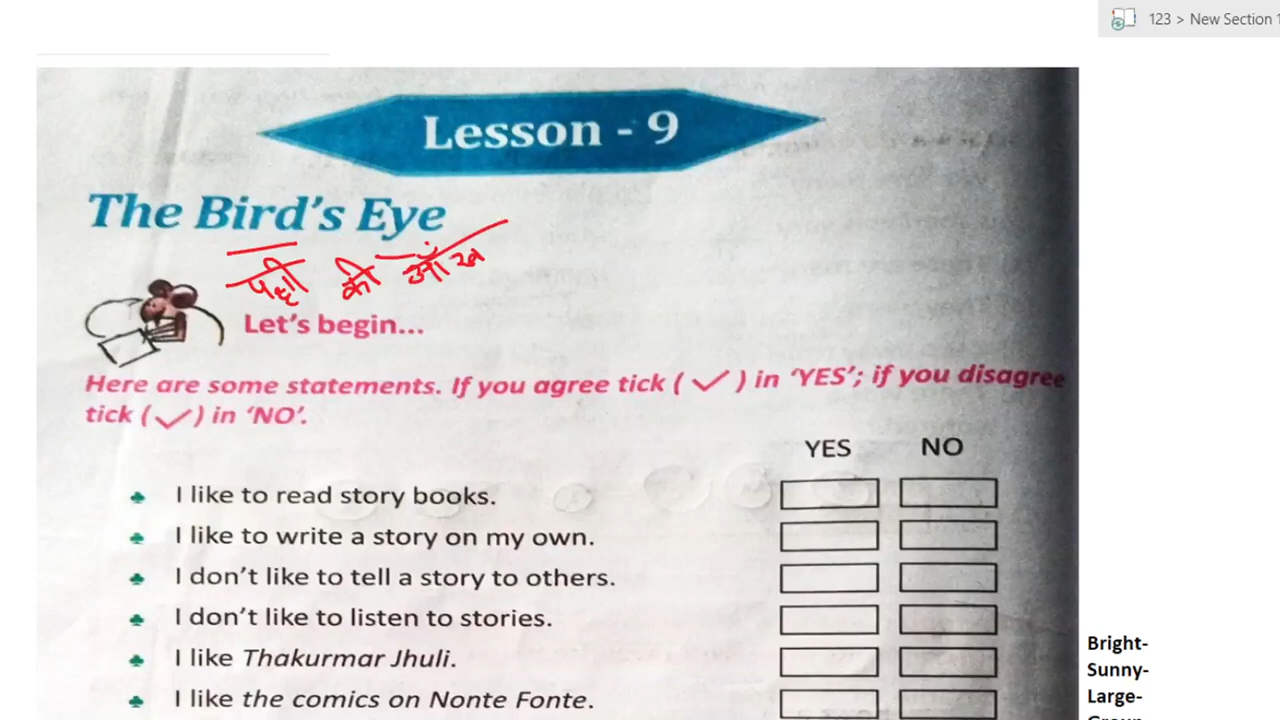 123 > New Section 1
Lesson - 9
The Bird's Eye
पक्षी की आँख
Let's begin...
Here are some statements. If you agree tick ( ✓ ) in 'YES'; if you disagree
tick ( ✓ ) in 'NO'.
YES NO
♣ I like to read story books.
♣ I like to write a story on my own.
♣ I don't like to tell a story to others.
♣ I don't like to listen to stories.
♣ I like Thakurmar Jhuli.
♣ I like the comics on Nonte Fonte.
Bright-
Sunny-
Large-